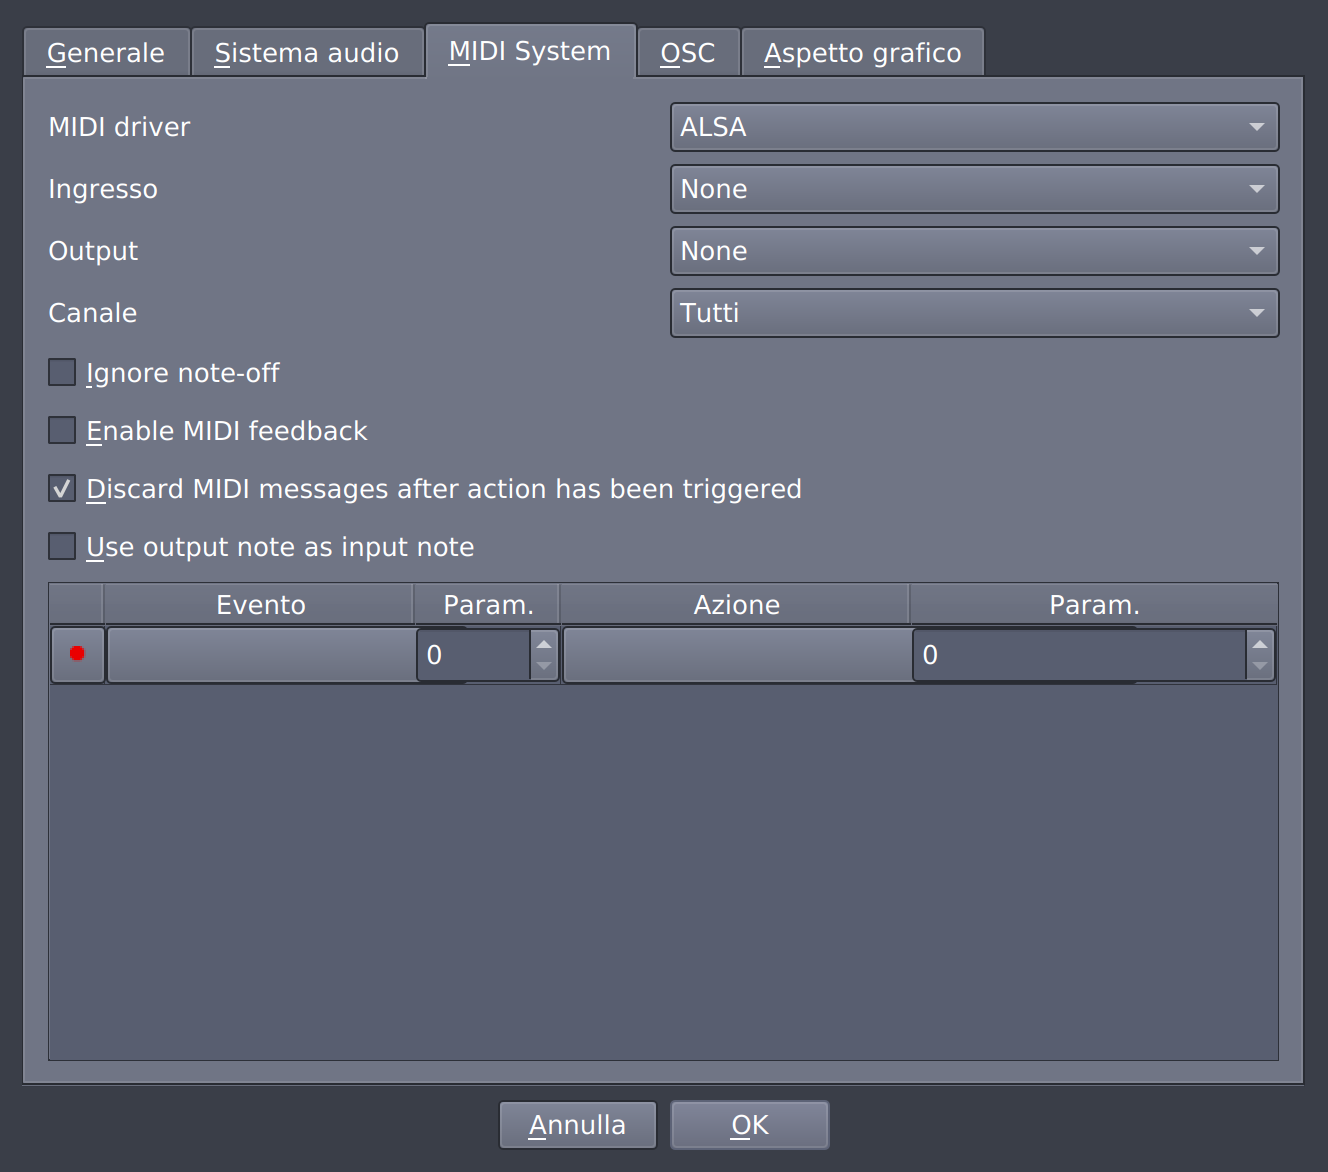 Generale Sistema audio MIDI System OSC Aspetto grafico
MIDI driver ALSA
Ingresso None
Output None
Canale Tutti
Ignore note-off
Enable MIDI feedback
Discard MIDI messages after action has been triggered
Use output note as input note
Evento Param. Azione Param.
0 0
Annulla OK